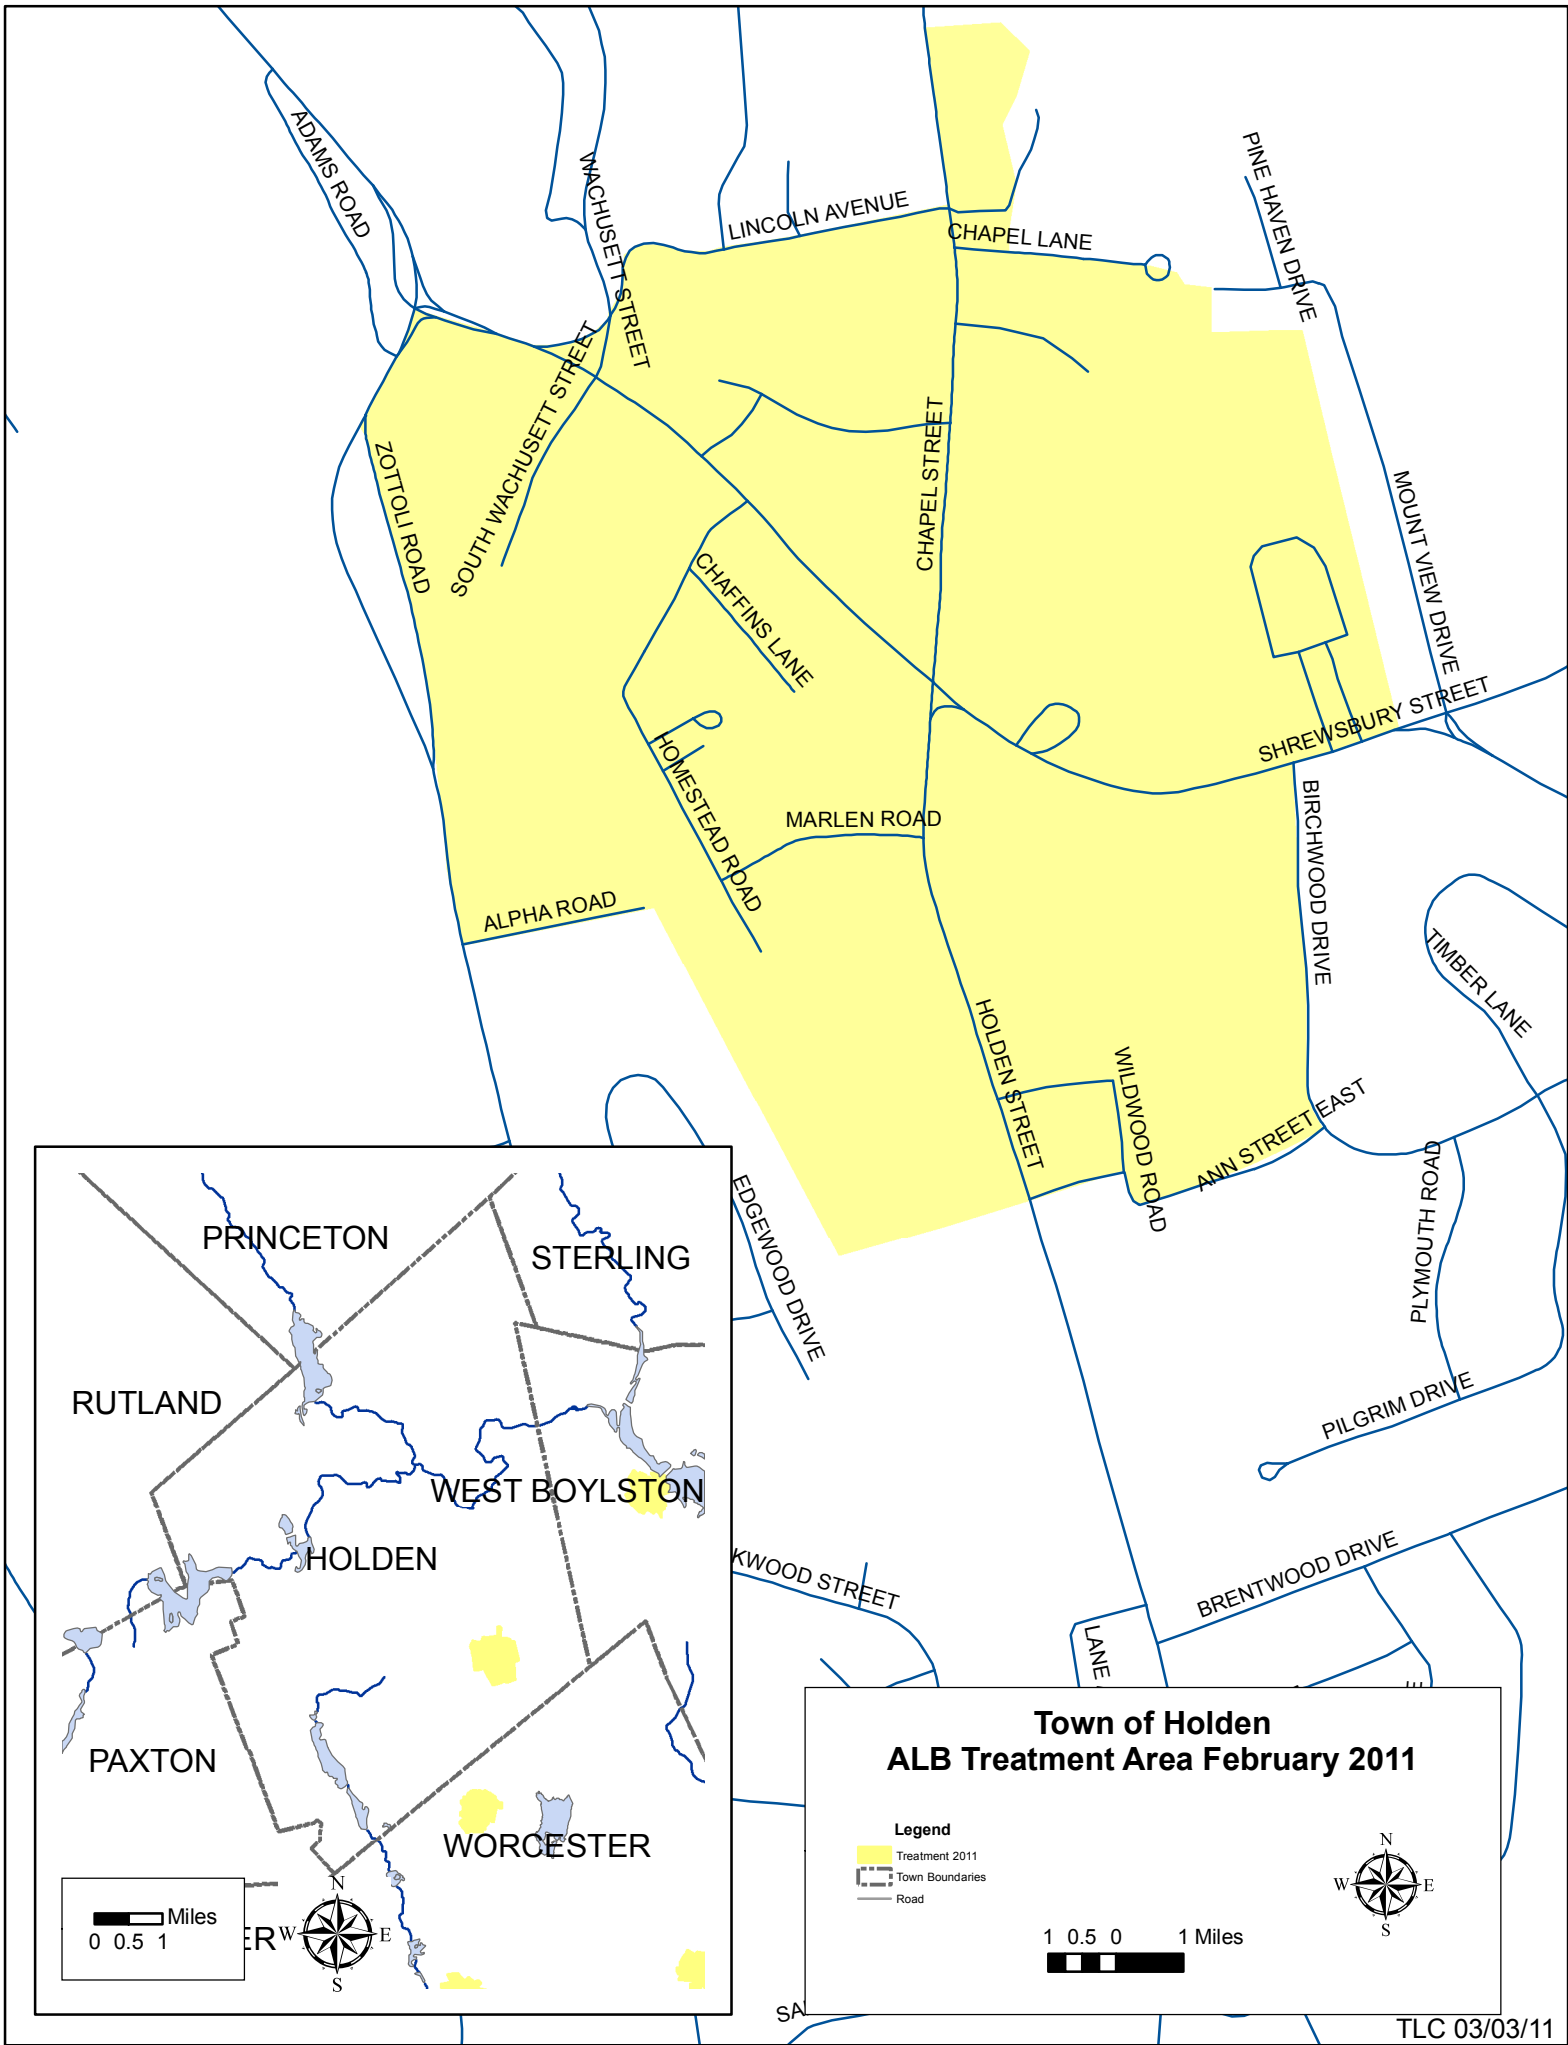 ADAMS ROAD
WACHUSETT STREET
LINCOLN AVENUE
CHAPEL LANE
PINE HAVEN DRIVE
SOUTH WACHUSETT STREET
ZOTTOLI ROAD
CHAPEL STREET
MOUNT VIEW DRIVE
CHAFFINS LANE
SHREWSBURY STREET
HOMESTEAD ROAD
MARLEN ROAD
BIRCHWOOD DRIVE
ALPHA ROAD
TIMBER LANE
HOLDEN STREET
WILDWOOD ROAD
ANN STREET EAST
PLYMOUTH ROAD
EDGEWOOD DRIVE
PILGRIM DRIVE
KWOOD STREET
BRENTWOOD DRIVE
LANE
PRINCETON
STERLING
RUTLAND
WEST BOYLSTON
HOLDEN
PAXTON
WORCESTER
ER
Miles
0 0.5 1
N
W E
S
Town of Holden
ALB Treatment Area February 2011
Legend
Treatment 2011
Town Boundaries
Road
N
W E
S
1 0.5 0 1 Miles
SA
TLC 03/03/11